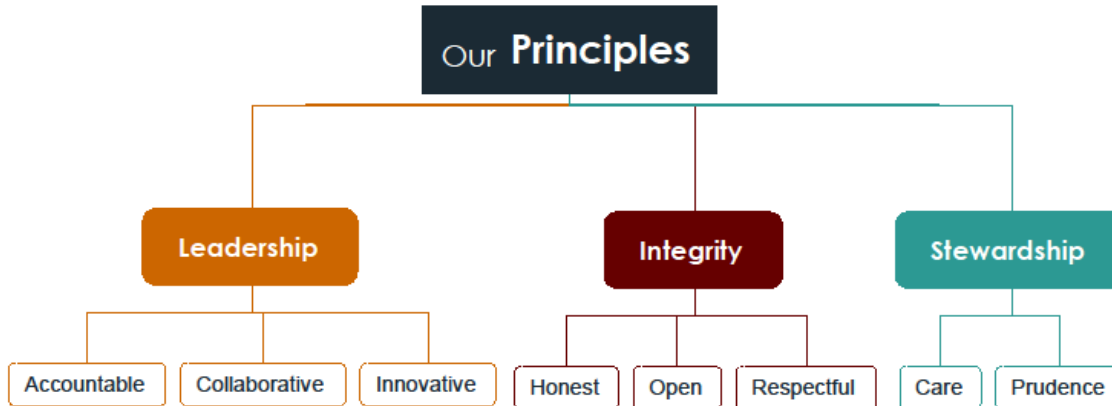 Our Principles
Leadership
Integrity
Stewardship
Accountable
Collaborative
Innovative
Honest
Open
Respectful
Care
Prudence